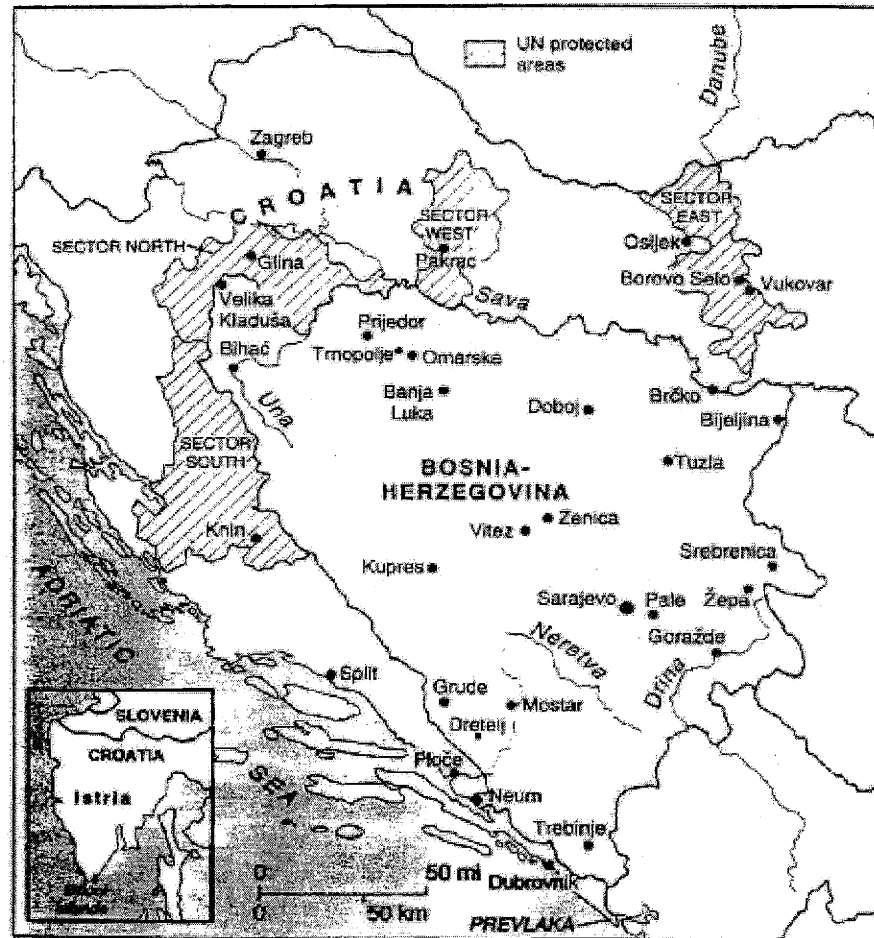 UN protected
areas
Danube
Zagreb
CROATIA
SECTOR NORTH
Glina
SECTOR
WEST
Pakrac
SECTOR
EAST
Osijek
Borovo Selo
Vukovar
Sava
Velika
Kladuša
Bihać
Una
Prijedor
Trnopolje
Omarska
Banja
Luka
Doboj
Brčko
Bijeljina
Tuzla
SECTOR
SOUTH
BOSNIA-
HERZEGOVINA
Knin
Vitez
Zenica
Kupres
Srebrenica
Sarajevo
Pale
Žepa
Goražde
Drina
Neretva
ADRIATIC
SEA
Split
Grude
Mostar
Dretelj
Ploče
Neum
Trebinje
Dubrovnik
PREVLAKA
SLOVENIA
CROATIA
Istria
Islands
0 50 mi
0 50 km